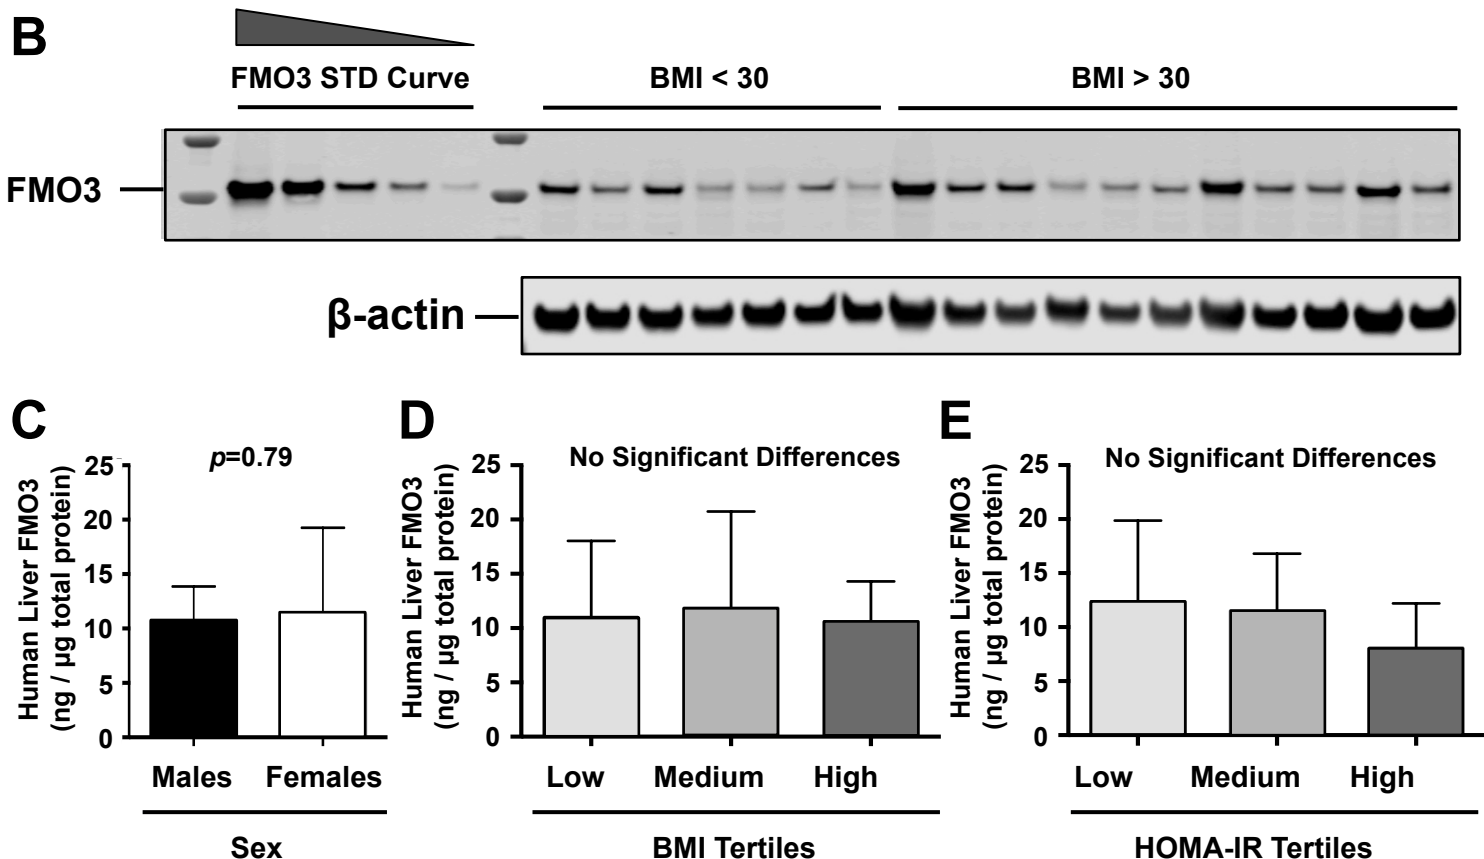 B
FMO3 STD Curve
BMI < 30
BMI > 30
FMO3
β-actin
C
p=0.79
Human Liver FMO3
(ng / µg total protein)
25
20
15
10
5
0
Males
Females
Sex
D
No Significant Differences
Human Liver FMO3
(ng / µg total protein)
25
20
15
10
5
0
Low
Medium
High
BMI Tertiles
E
No Significant Differences
Human Liver FMO3
(ng / µg total protein)
25
20
15
10
5
0
Low
Medium
High
HOMA-IR Tertiles